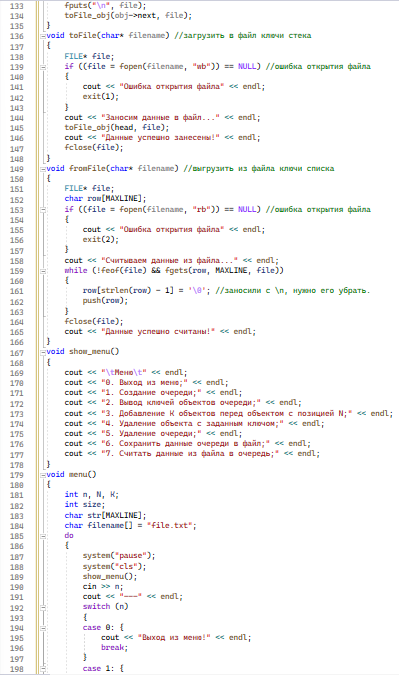 133 fputs("\n", file);
134 toFile_obj(obj->next, file);
135 }
136 void toFile(char* filename) //загрузить в файл ключи стека
137 {
138 FILE* file;
139 if ((file = fopen(filename, "wb")) == NULL) //ошибка открытия файла
140 {
141 cout << "Ошибка открытия файла" << endl;
142 exit(1);
143 }
144 cout << "Заносим данные в файл..." << endl;
145 toFile_obj(head, file);
146 cout << "Данные успешно занесены!" << endl;
147 fclose(file);
148 }
149 void fromFile(char* filename) //выгрузить из файла ключи списка
150 {
151 FILE* file;
152 char row[MAXLINE];
153 if ((file = fopen(filename, "rb")) == NULL) //ошибка открытия файла
154 {
155 cout << "Ошибка открытия файла" << endl;
156 exit(2);
157 }
158 cout << "Считываем данные из файла..." << endl;
159 while (!feof(file) && fgets(row, MAXLINE, file))
160 {
161 row[strlen(row) - 1] = '\0'; //заносили с \n, нужно его убрать.
162 push(row);
163 }
164 fclose(file);
165 cout << "Данные успешно считаны!" << endl;
166 }
167 void show_menu()
168 {
169 cout << "\tМеню\t" << endl;
170 cout << "0. Выход из меню;" << endl;
171 cout << "1. Создание очереди;" << endl;
172 cout << "2. Вывод ключей объектов очереди;" << endl;
173 cout << "3. Добавление K объектов перед объектом с позицией N;" << endl;
174 cout << "4. Удаление объекта с заданным ключом;" << endl;
175 cout << "5. Удаление очереди;" << endl;
176 cout << "6. Сохранить данные очереди в файл;" << endl;
177 cout << "7. Считать данные из файла в очередь;" << endl;
178 }
179 void menu()
180 {
181 int n, N, K;
182 int size;
183 char str[MAXLINE];
184 char filename[] = "file.txt";
185 do
186 {
187 system("pause");
188 system("cls");
189 show_menu();
190 cin >> n;
191 cout << "---" << endl;
192 switch (n)
193 {
194 case 0: {
195 cout << "Выход из меню!" << endl;
196 break;
197 }
198 case 1: {